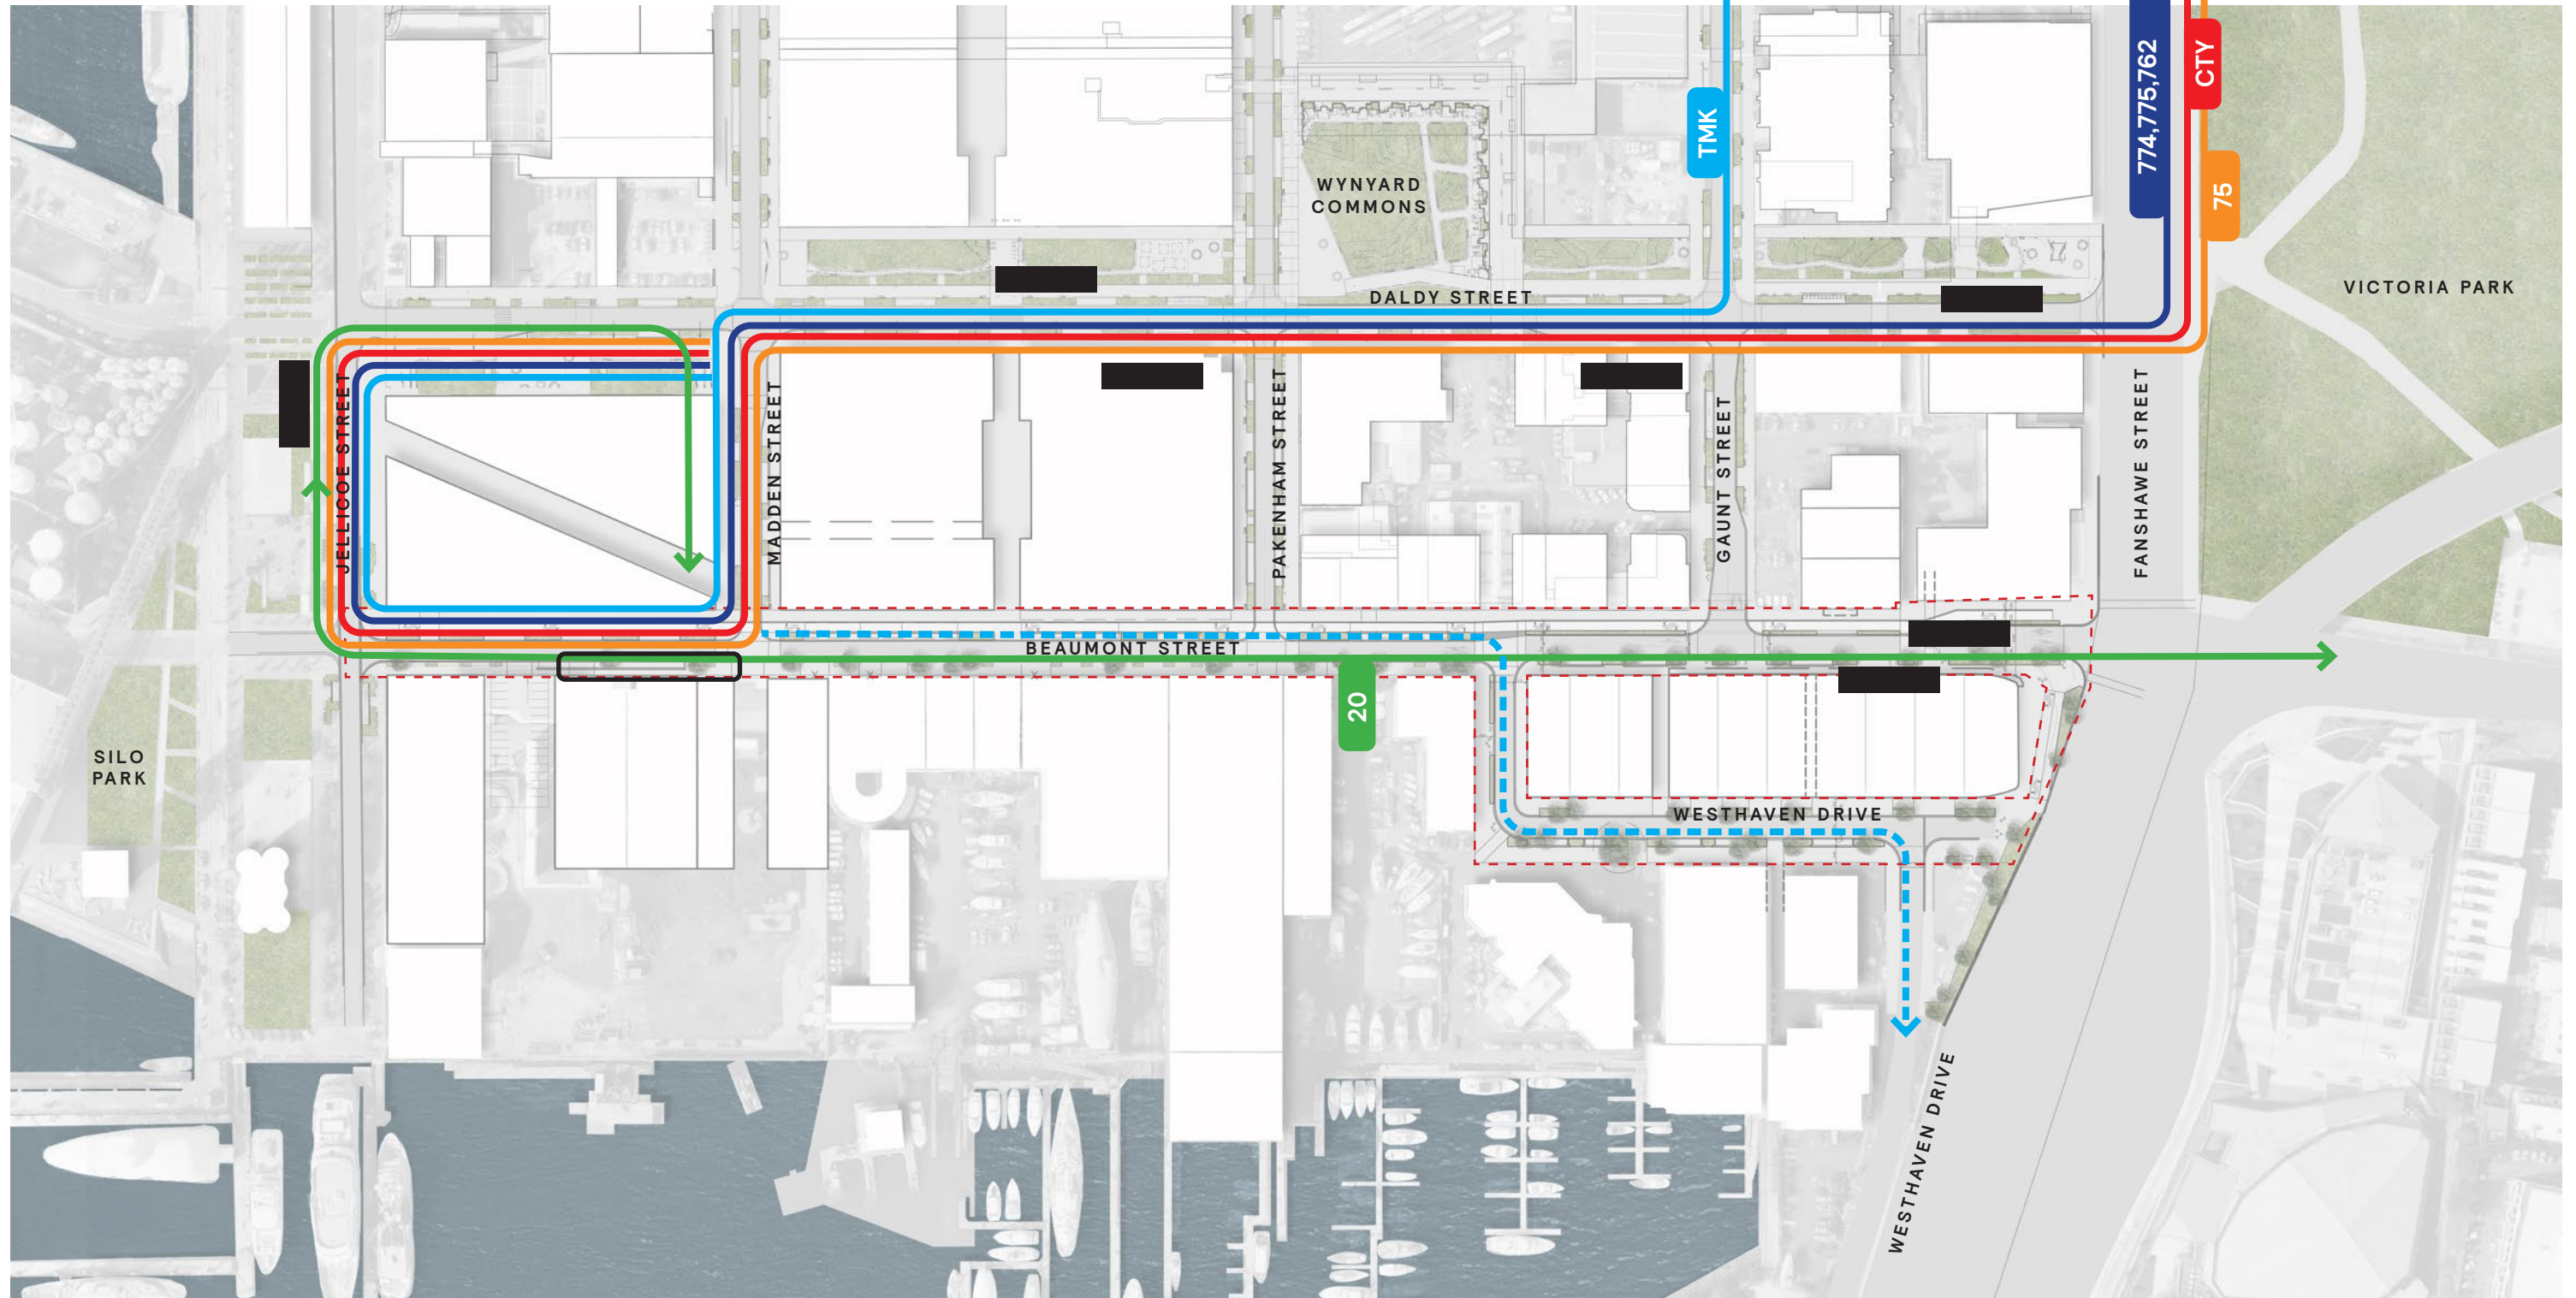 774,775,762
CTY
TMK
75
WYNYARD
COMMONS
DALDY STREET
VICTORIA PARK
JELLICOE STREET
MADDEN STREET
PAKENHAM STREET
GAUNT STREET
FANSHAWE STREET
BEAUMONT STREET
20
SILO
PARK
WESTHAVEN DRIVE
WESTHAVEN DRIVE